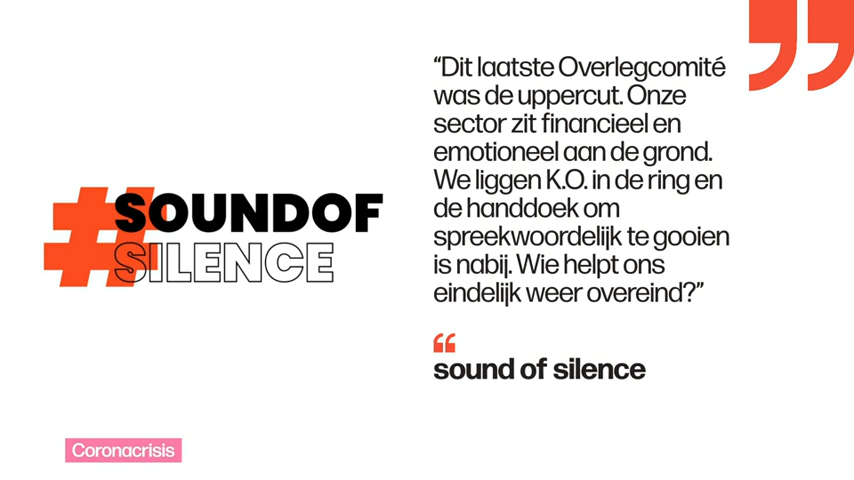 #SOUNDOF
SILENCE
“Dit laatste Overlegcomité
was de uppercut. Onze
sector zit financieel en
emotioneel aan de grond.
We liggen K.O. in de ring en
de handdoek om
spreekwoordelijk te gooien
is nabij. Wie helpt ons
eindelijk weer overeind?”
sound of silence
Coronacrisis